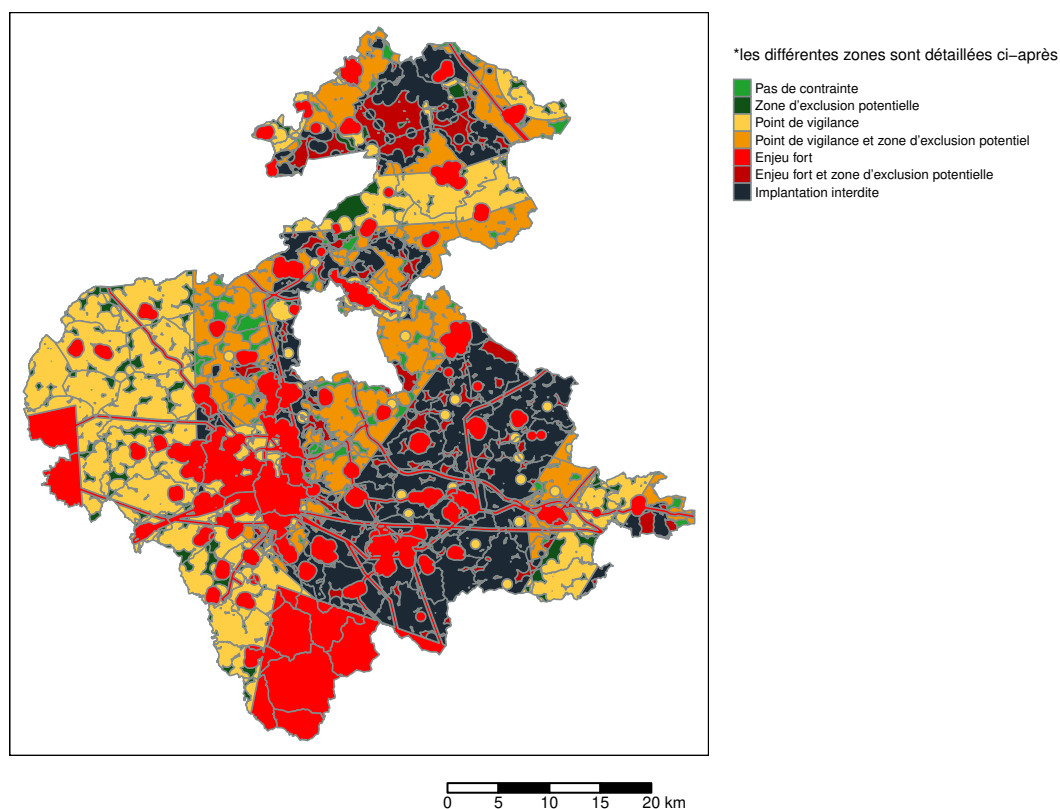 *les différentes zones sont détaillées ci−après
Pas de contrainte
Zone d'exclusion potentielle
Point de vigilance
Point de vigilance et zone d'exclusion potentiel
Enjeu fort
Enjeu fort et zone d'exclusion potentielle
Implantation interdite
0 5 10 15 20 km